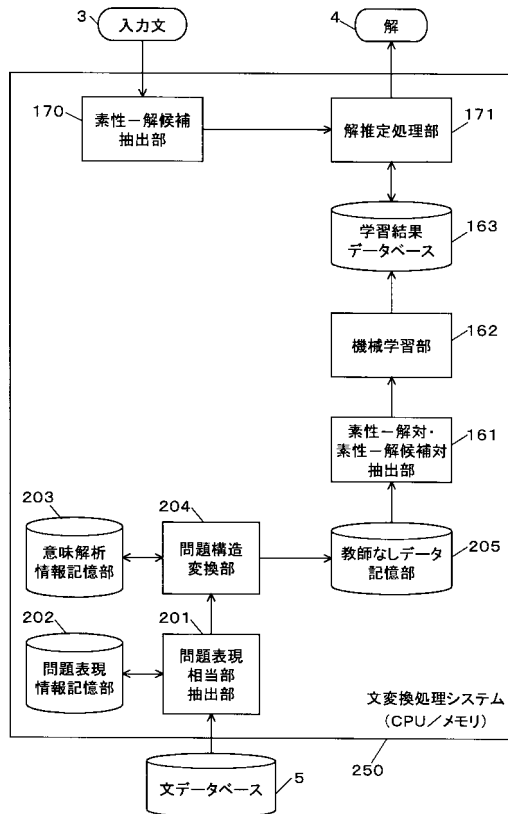 3
入力文
4
解
170
素性－解候補
抽出部
解推定処理部
171
学習結果
データベース
163
機械学習部
162
素性－解対・
素性－解候補対
抽出部
161
203
意味解析
情報記憶部
204
問題構造
変換部
教師なしデータ
記憶部
205
202
問題表現
情報記憶部
201
問題表現
相当部
抽出部
文変換処理システム
（CPU／メモリ）
250
文データベース
5